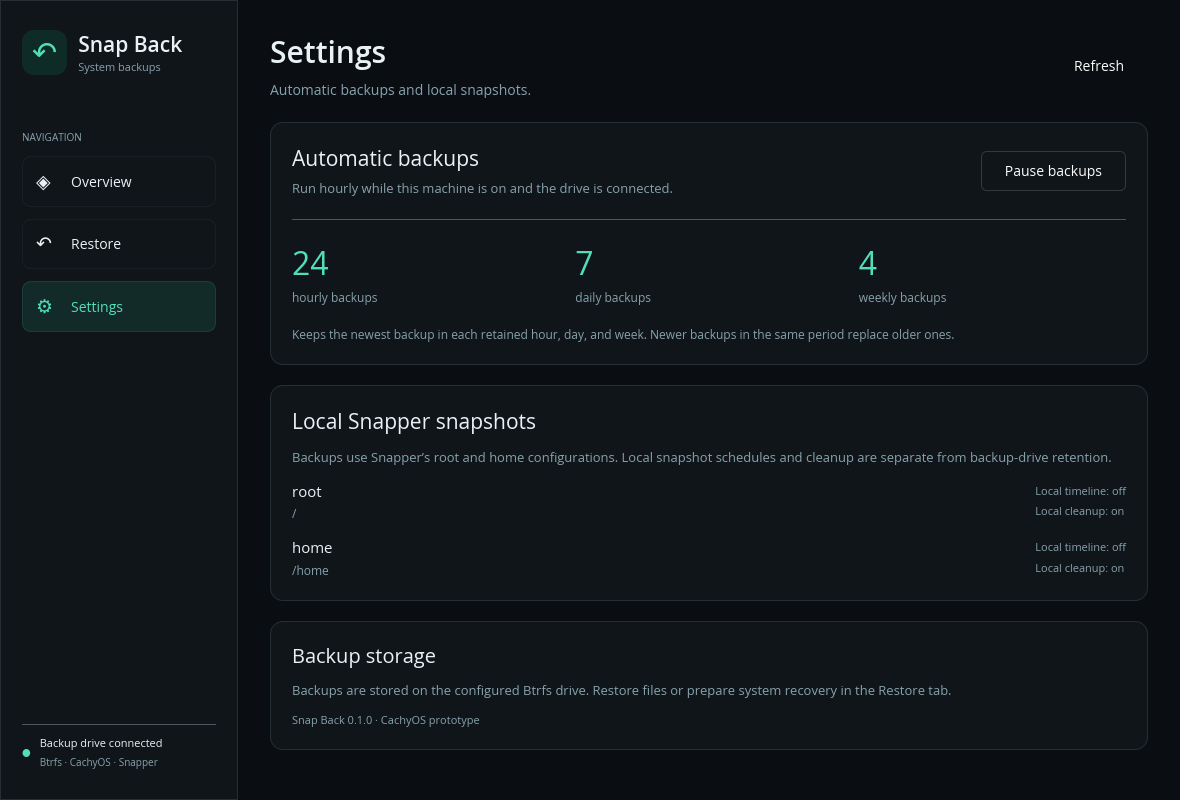 Snap Back
System backups
NAVIGATION
Overview
Restore
Settings
Backup drive connected
Btrfs · CachyOS · Snapper
Settings
Automatic backups and local snapshots.
Refresh
Automatic backups
Run hourly while this machine is on and the drive is connected.
Pause backups
24
hourly backups
7
daily backups
4
weekly backups
Keeps the newest backup in each retained hour, day, and week. Newer backups in the same period replace older ones.
Local Snapper snapshots
Backups use Snapper’s root and home configurations. Local snapshot schedules and cleanup are separate from backup-drive retention.
root
/
Local timeline: off
Local cleanup: on
home
/home
Local timeline: off
Local cleanup: on
Backup storage
Backups are stored on the configured Btrfs drive. Restore files or prepare system recovery in the Restore tab.
Snap Back 0.1.0 · CachyOS prototype